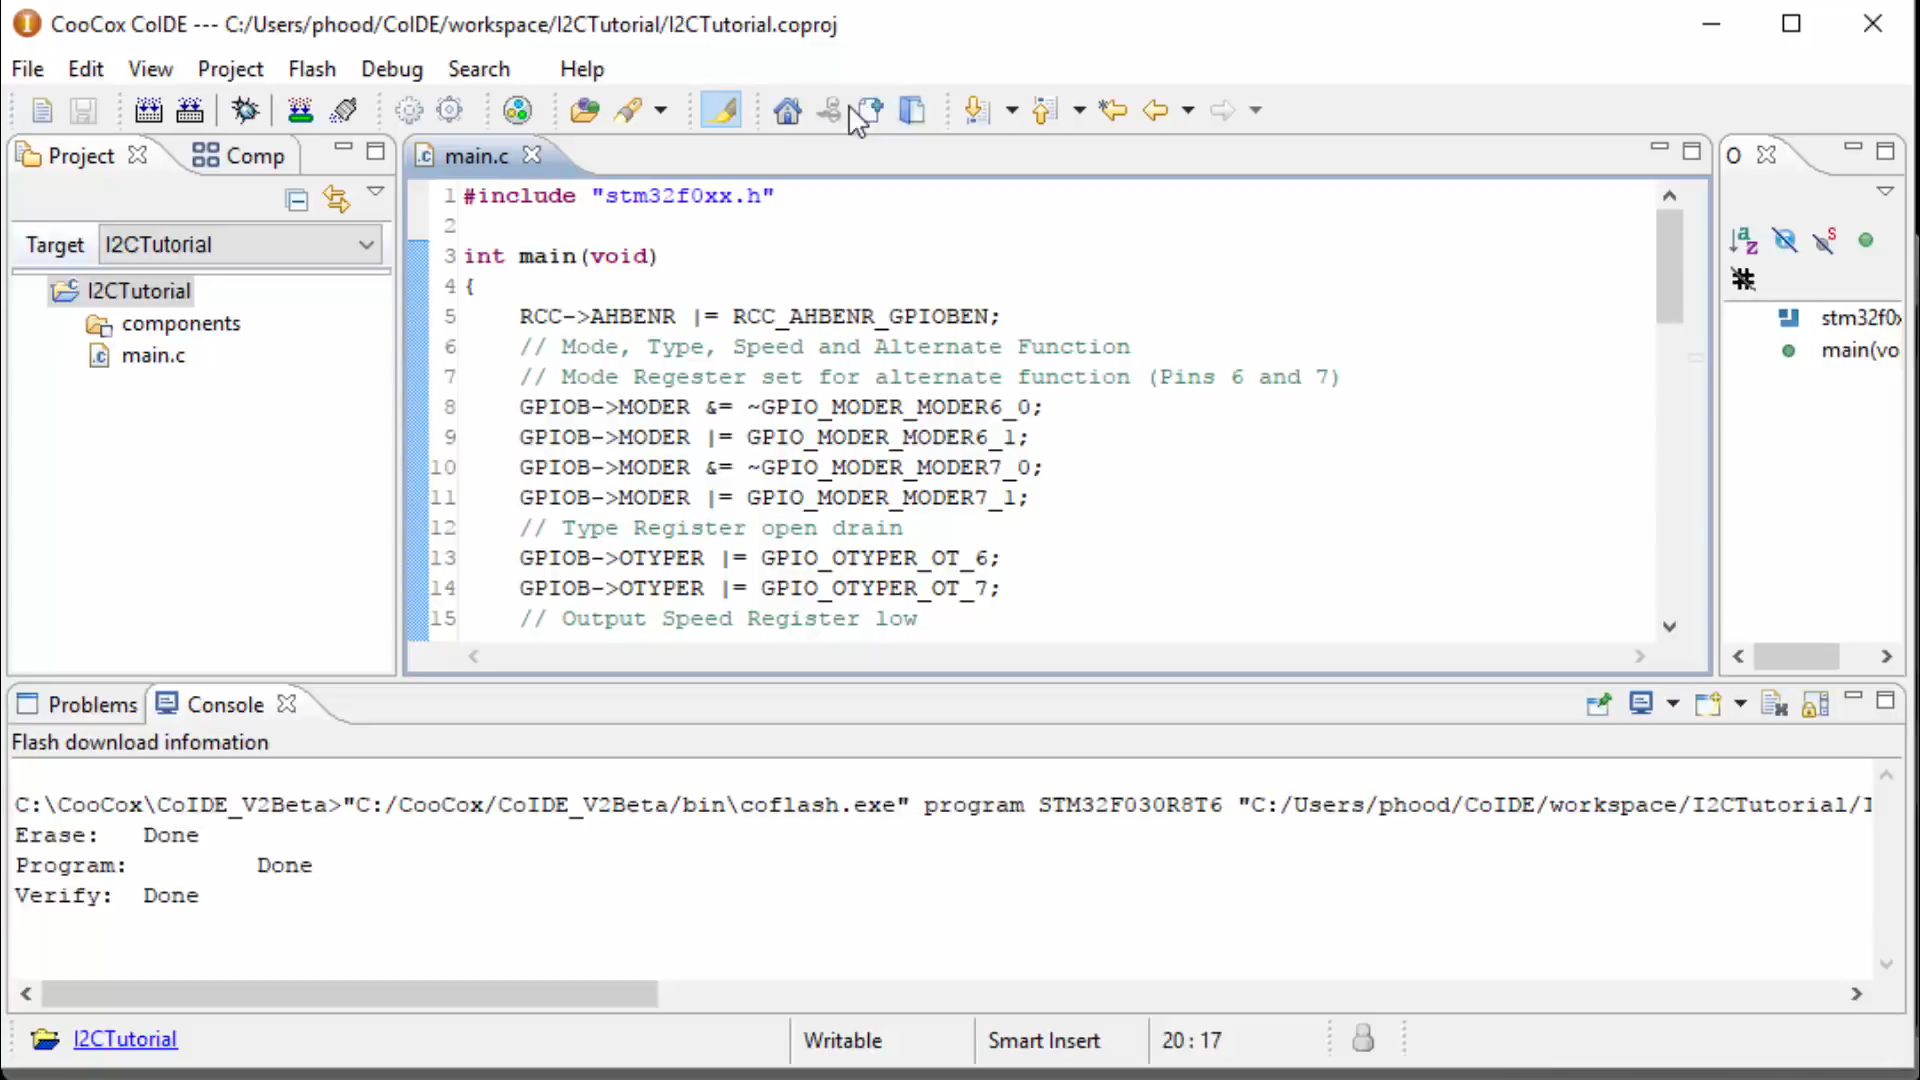 CooCox CoIDE --- C:/Users/phood/CoIDE/workspace/I2CTutorial/I2CTutorial.coproj
File Edit View Project Flash Debug Search Help
Project Comp
Target I2CTutorial
I2CTutorial
components
main.c
main.c
1 #include "stm32f0xx.h"
2
3 int main(void)
4 {
5 RCC->AHBENR |= RCC_AHBENR_GPIOBEN;
6 // Mode, Type, Speed and Alternate Function
7 // Mode Regester set for alternate function (Pins 6 and 7)
8 GPIOB->MODER &= ~GPIO_MODER_MODER6_0;
9 GPIOB->MODER |= GPIO_MODER_MODER6_1;
10 GPIOB->MODER &= ~GPIO_MODER_MODER7_0;
11 GPIOB->MODER |= GPIO_MODER_MODER7_1;
12 // Type Register open drain
13 GPIOB->OTYPER |= GPIO_OTYPER_OT_6;
14 GPIOB->OTYPER |= GPIO_OTYPER_OT_7;
15 // Output Speed Register low
O
stm32f0x
main(vo
Problems Console
Flash download infomation
C:\CooCox\CoIDE_V2Beta>"C:/CooCox/CoIDE_V2Beta/bin\coflash.exe" program STM32F030R8T6 "C:/Users/phood/CoIDE/workspace/I2CTutorial/I
Erase: Done
Program: Done
Verify: Done
I2CTutorial
Writable Smart Insert 20 : 17